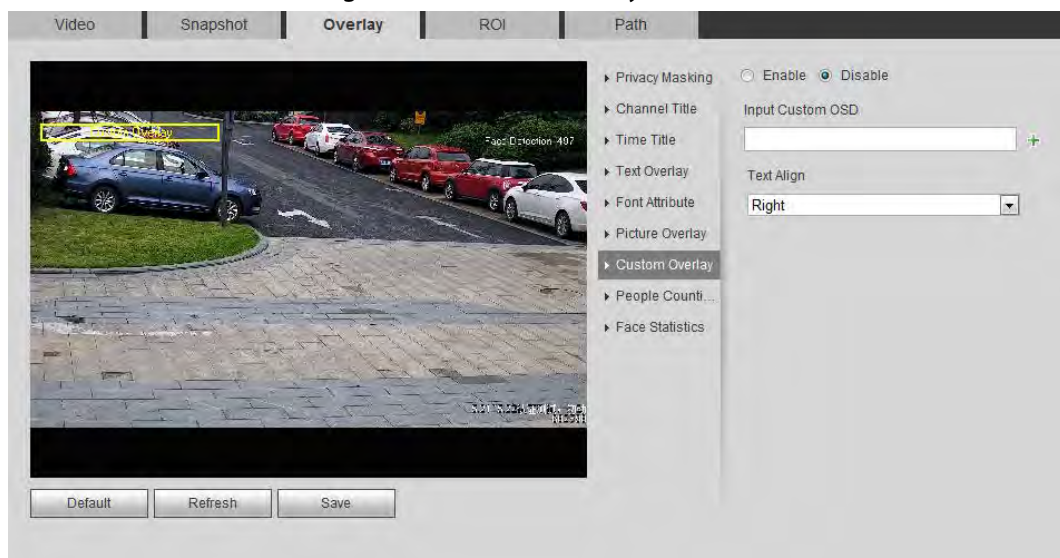 Video Snapshot Overlay ROI Path
Custom Overlay
Face Detection-407
Privacy Masking
Channel Title
Time Title
Text Overlay
Font Attribute
Picture Overlay
Custom Overlay
People Counti...
Face Statistics
Enable Disable
Input Custom OSD
Text Align
Right
Default Refresh Save